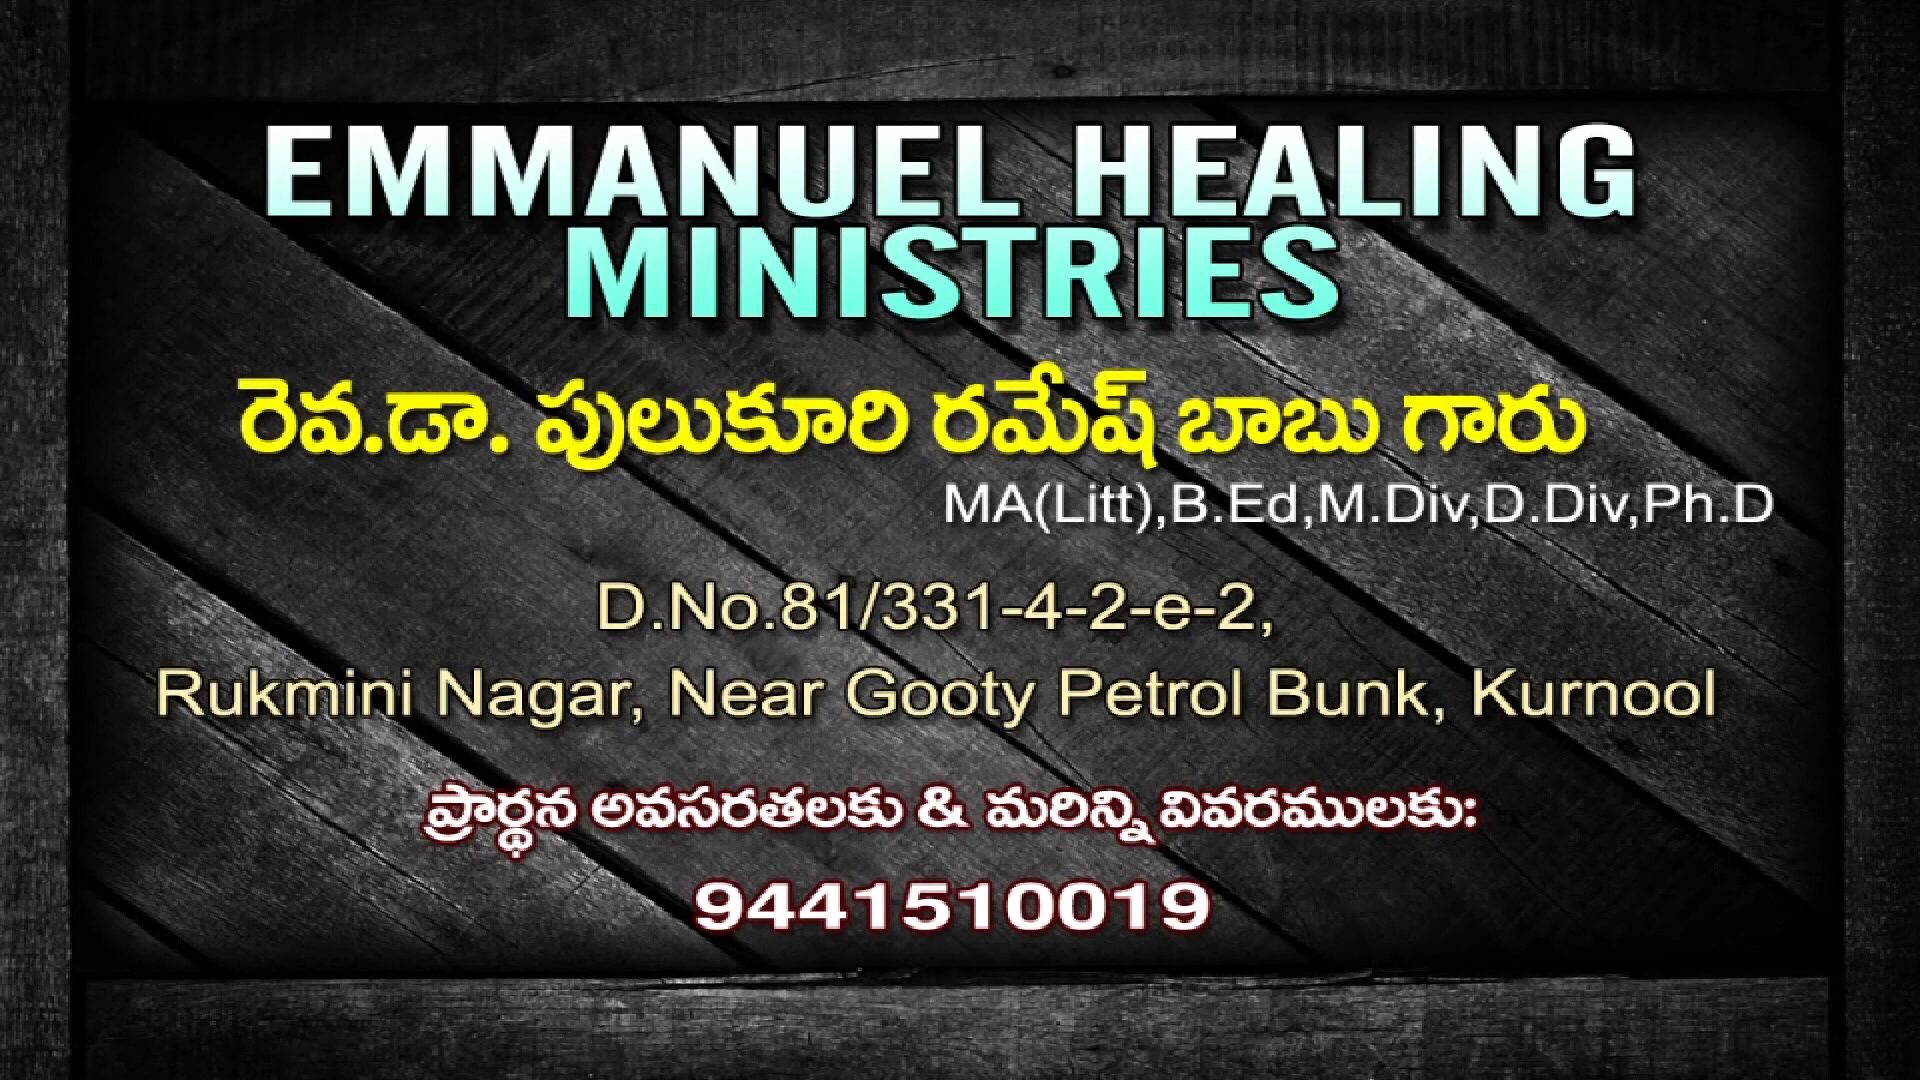 EMMANUEL HEALING
MINISTRIES
రెవ.డా. పులుకూరి రమేష్ బాబు గారు
MA(Litt),B.Ed,M.Div,D.Div,Ph.D
D.No.81/331-4-2-e-2,
Rukmini Nagar, Near Gooty Petrol Bunk, Kurnool
ప్రార్థన అవసరతలకు & మరిన్ని వివరములకు:
9441510019